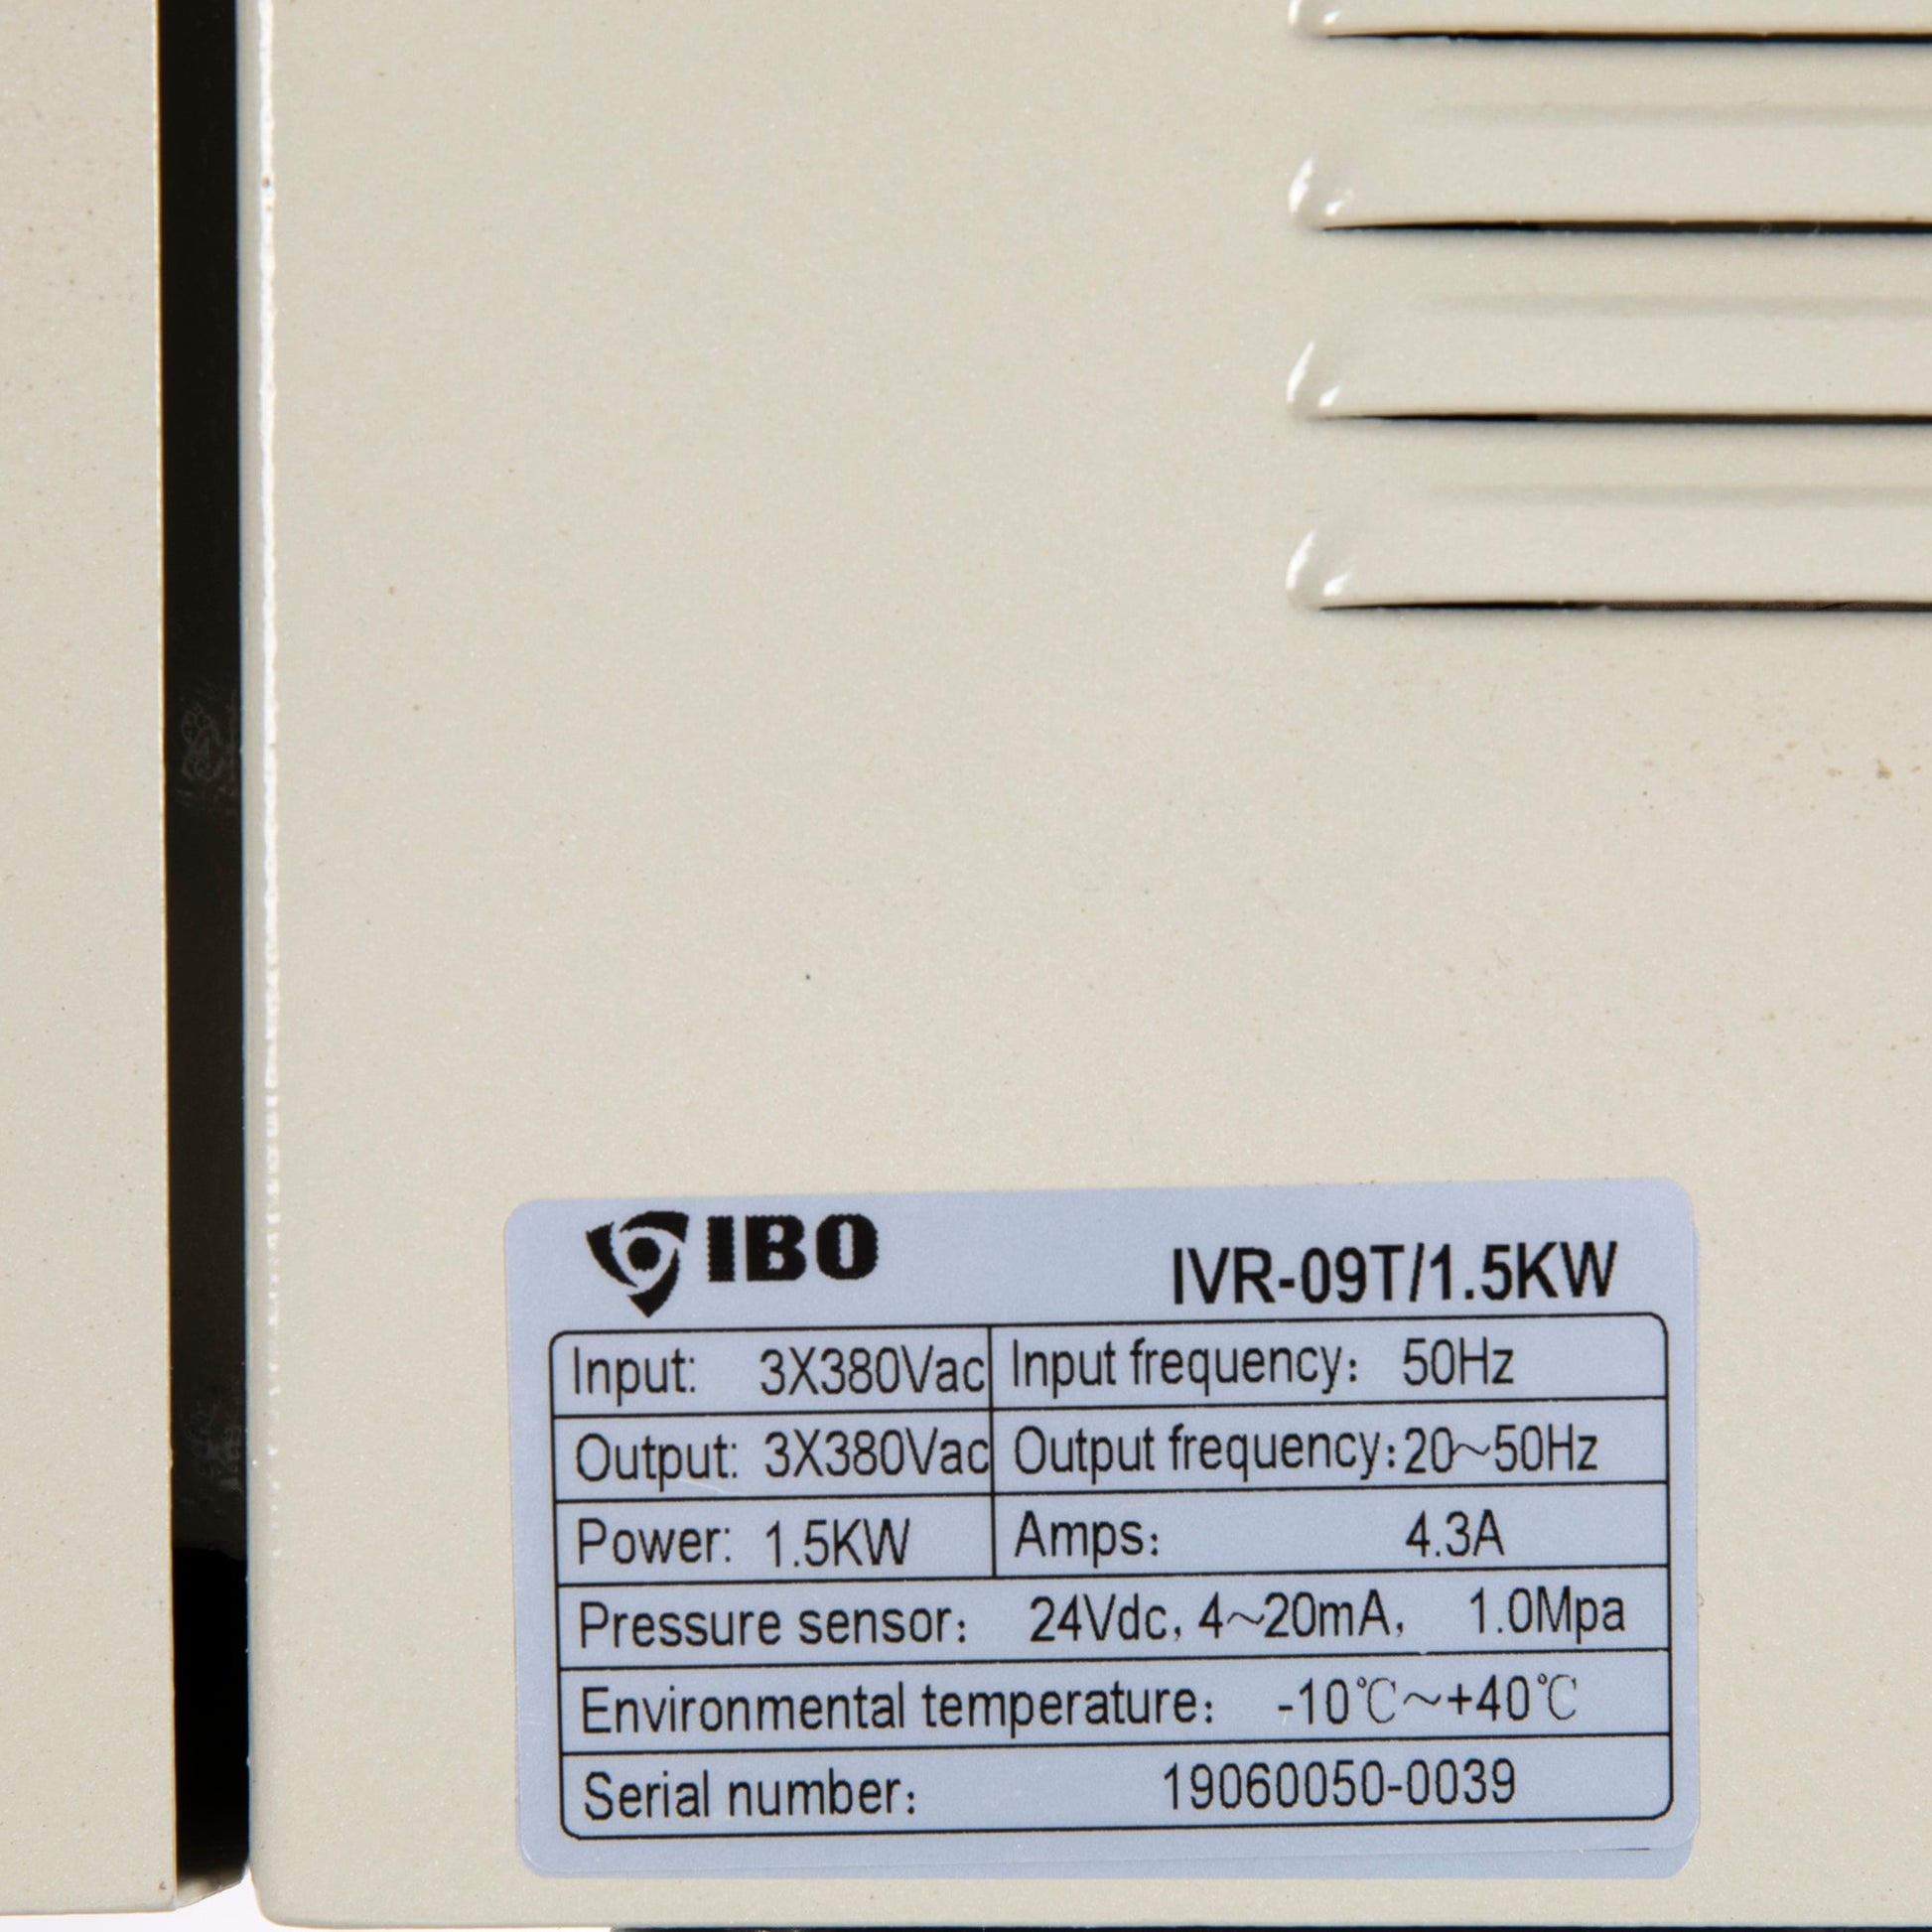 IBO
IVR-09T/1.5KW
Input: 3X380Vac Input frequency: 50Hz
Output: 3X380Vac Output frequency:20~50Hz
Power: 1.5KW Amps: 4.3A
Pressure sensor: 24Vdc, 4~20mA, 1.0Mpa
Environmental temperature: -10℃~+40℃
Serial number: 19060050-0039